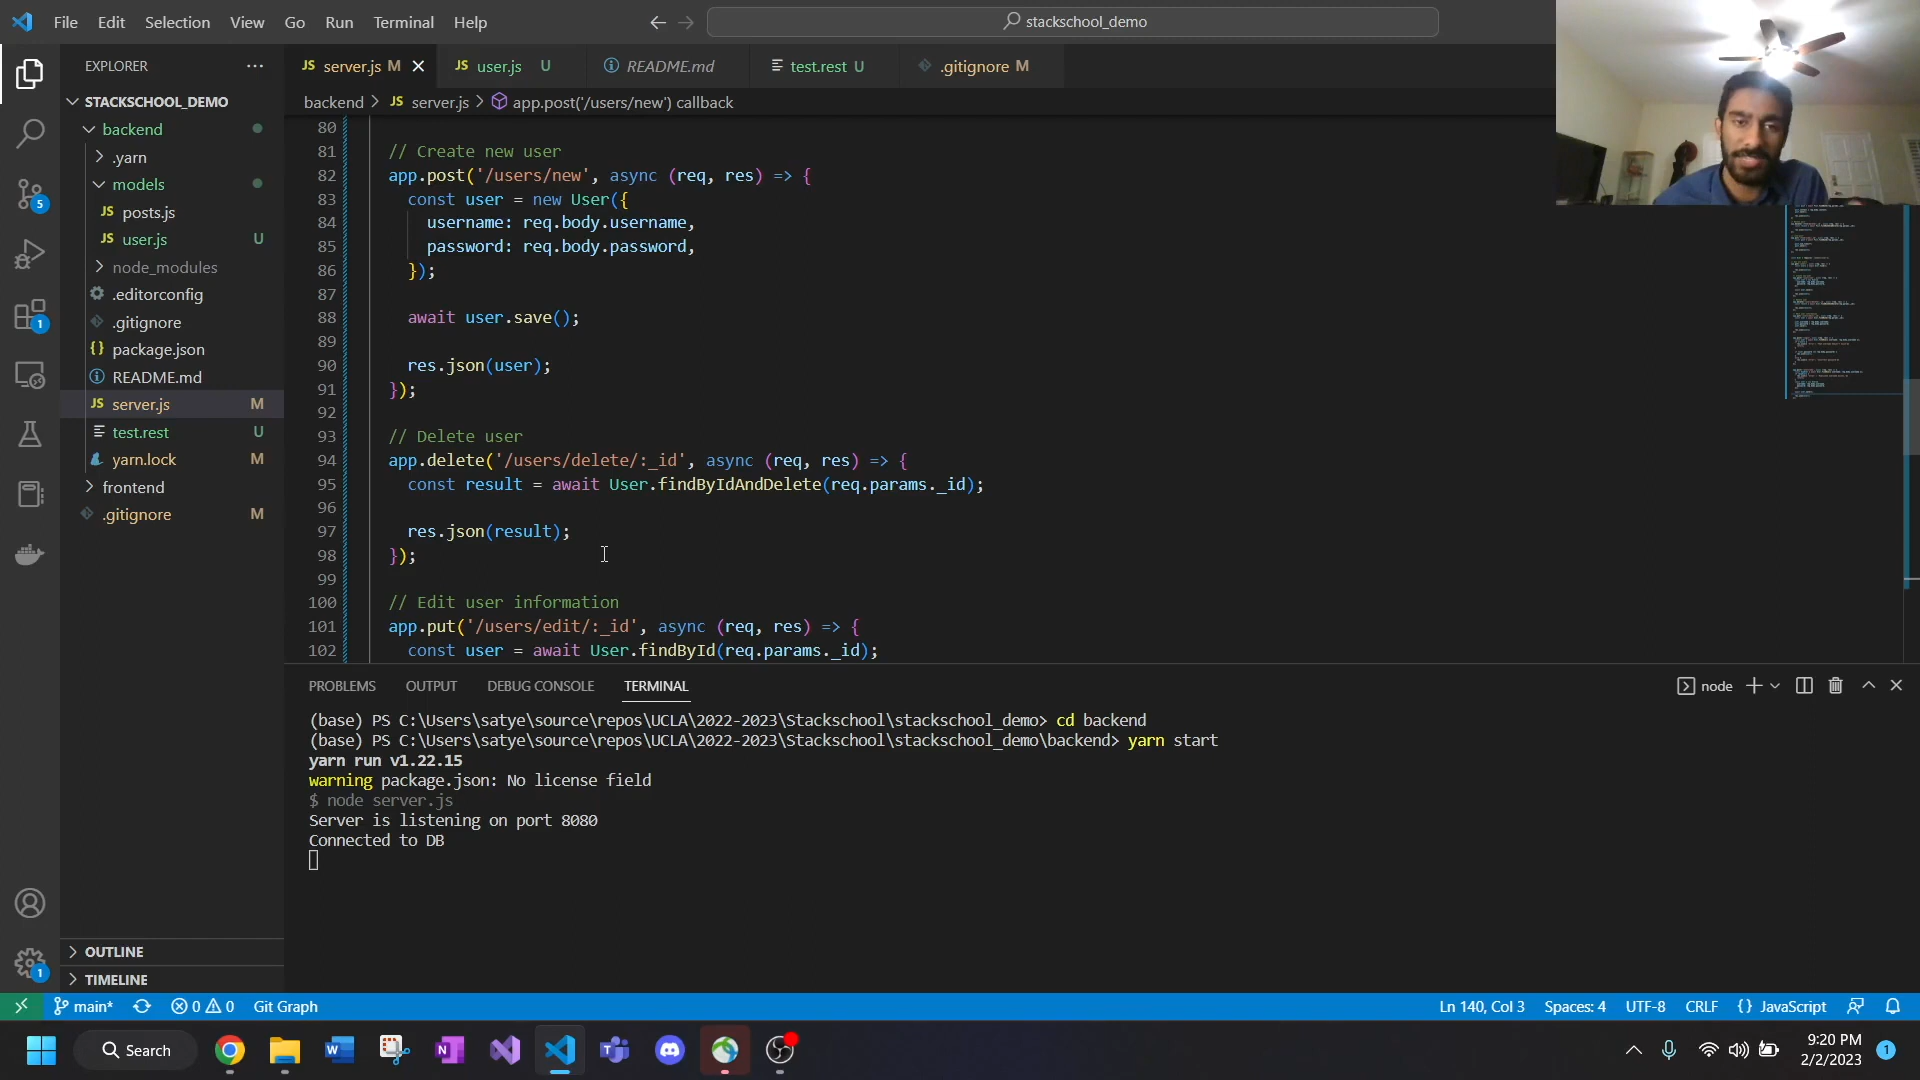 File Edit Selection View Go Run Terminal Help
stackschool_demo
EXPLORER
JS server.js M
JS user.js U
README.md
test.rest U
.gitignore M
backend > JS server.js > app.post('/users/new') callback
STACKSCHOOL_DEMO
backend
.yarn
models
JS posts.js
JS user.js U
node_modules
.editorconfig
.gitignore
{} package.json
README.md
JS server.js M
test.rest U
yarn.lock M
frontend
.gitignore M
OUTLINE
TIMELINE
5
1
1
80
81 // Create new user
82 app.post('/users/new', async (req, res) => {
83 const user = new User({
84 username: req.body.username,
85 password: req.body.password,
86 });
87
88 await user.save();
89
90 res.json(user);
91 });
92
93 // Delete user
94 app.delete('/users/delete/:_id', async (req, res) => {
95 const result = await User.findByIdAndDelete(req.params._id);
96
97 res.json(result);
98 });
99
100 // Edit user information
101 app.put('/users/edit/:_id', async (req, res) => {
102 const user = await User.findById(req.params._id);
PROBLEMS OUTPUT DEBUG CONSOLE TERMINAL
node
(base) PS C:\Users\satye\source\repos\UCLA\2022-2023\Stackschool\stackschool_demo> cd backend
(base) PS C:\Users\satye\source\repos\UCLA\2022-2023\Stackschool\stackschool_demo\backend> yarn start
yarn run v1.22.15
warning package.json: No license field
$ node server.js
Server is listening on port 8080
Connected to DB
main* 0 0 Git Graph
Ln 140, Col 3 Spaces: 4 UTF-8 CRLF {} JavaScript
Search
9:20 PM
2/2/2023
1